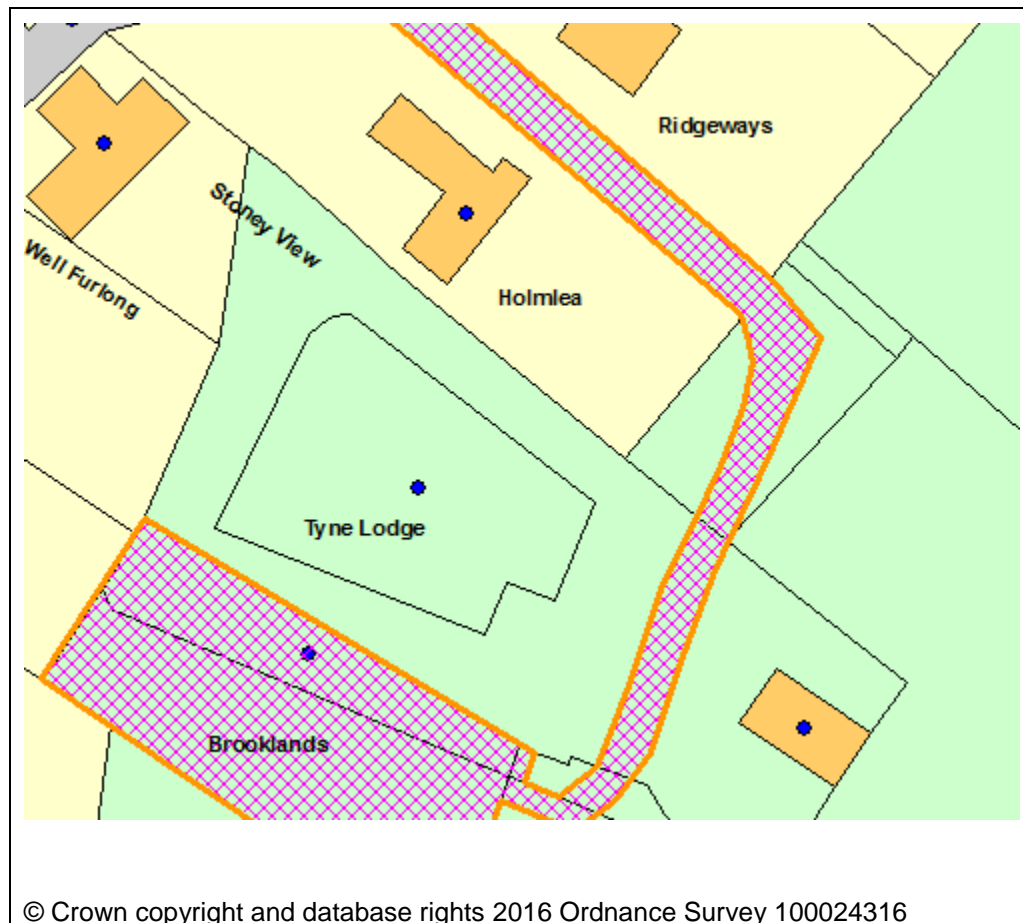 Ridgeways
Stoney View
Well Furlong
Holmlea
Tyne Lodge
Brooklands
© Crown copyright and database rights 2016 Ordnance Survey 100024316